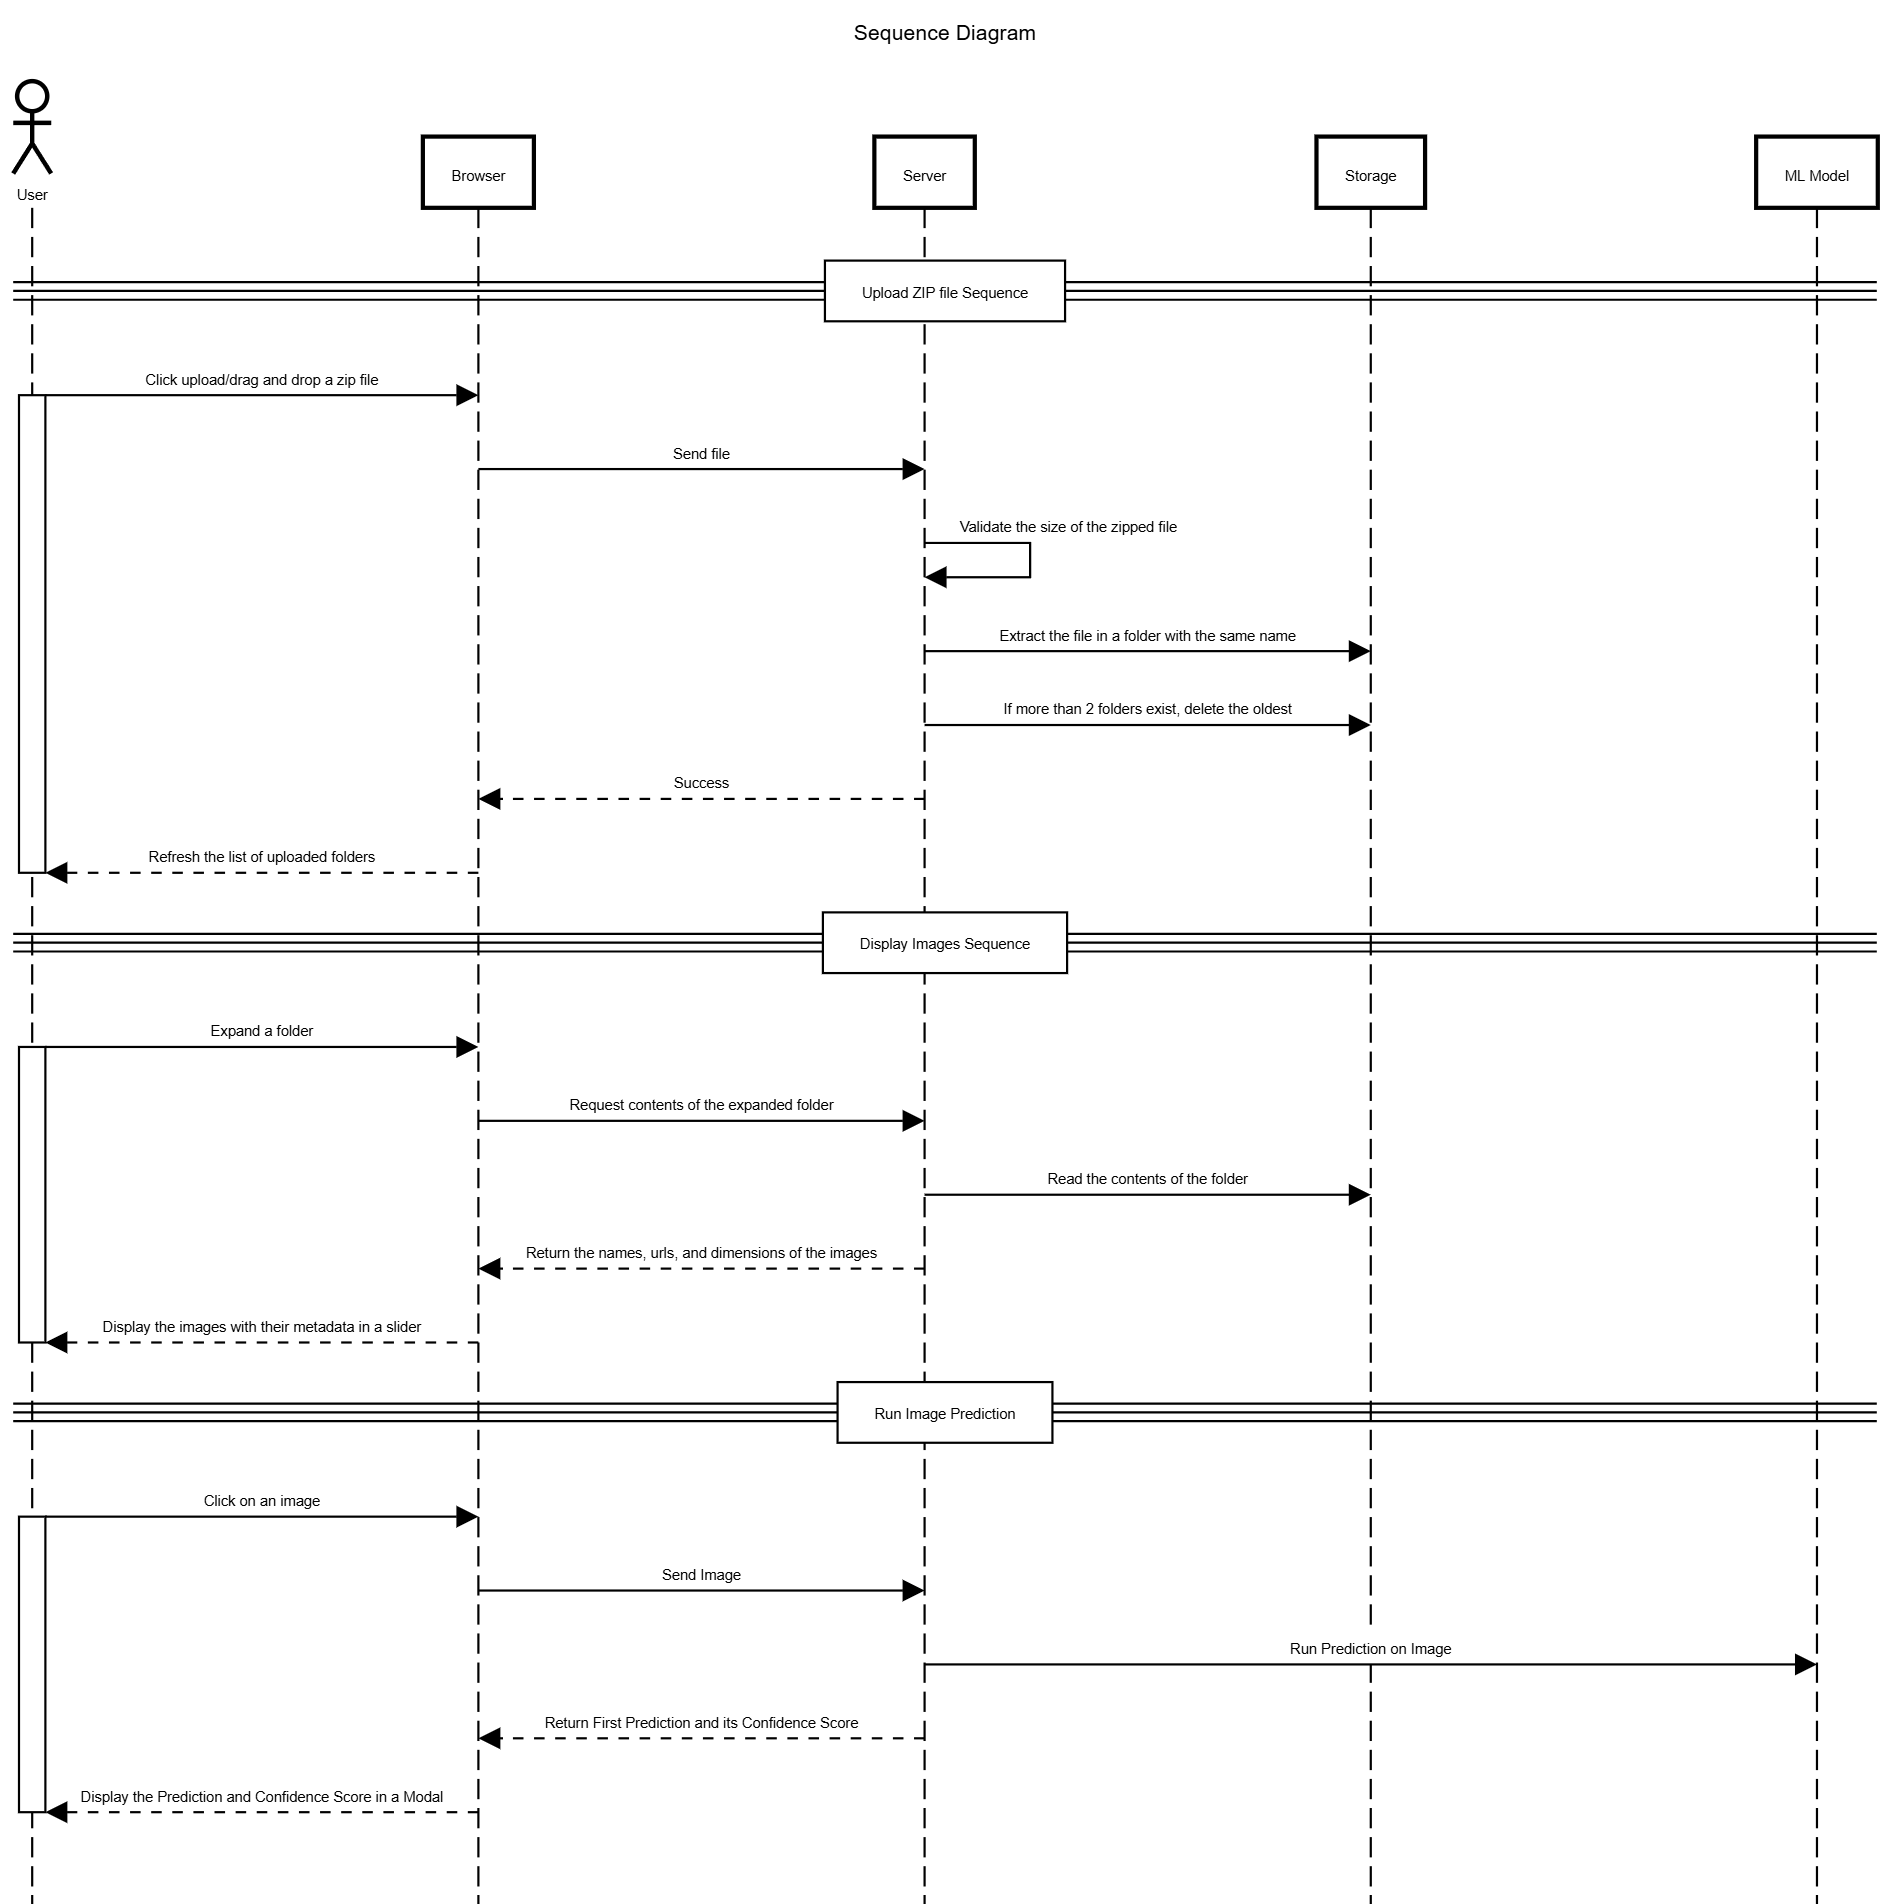 Sequence Diagram
User
Browser
Server
Storage
ML Model
Upload ZIP file Sequence
Click upload/drag and drop a zip file
Send file
Validate the size of the zipped file
Extract the file in a folder with the same name
If more than 2 folders exist, delete the oldest
Success
Refresh the list of uploaded folders
Display Images Sequence
Expand a folder
Request contents of the expanded folder
Read the contents of the folder
Return the names, urls, and dimensions of the images
Display the images with their metadata in a slider
Run Image Prediction
Click on an image
Send Image
Run Prediction on Image
Return First Prediction and its Confidence Score
Display the Prediction and Confidence Score in a Modal